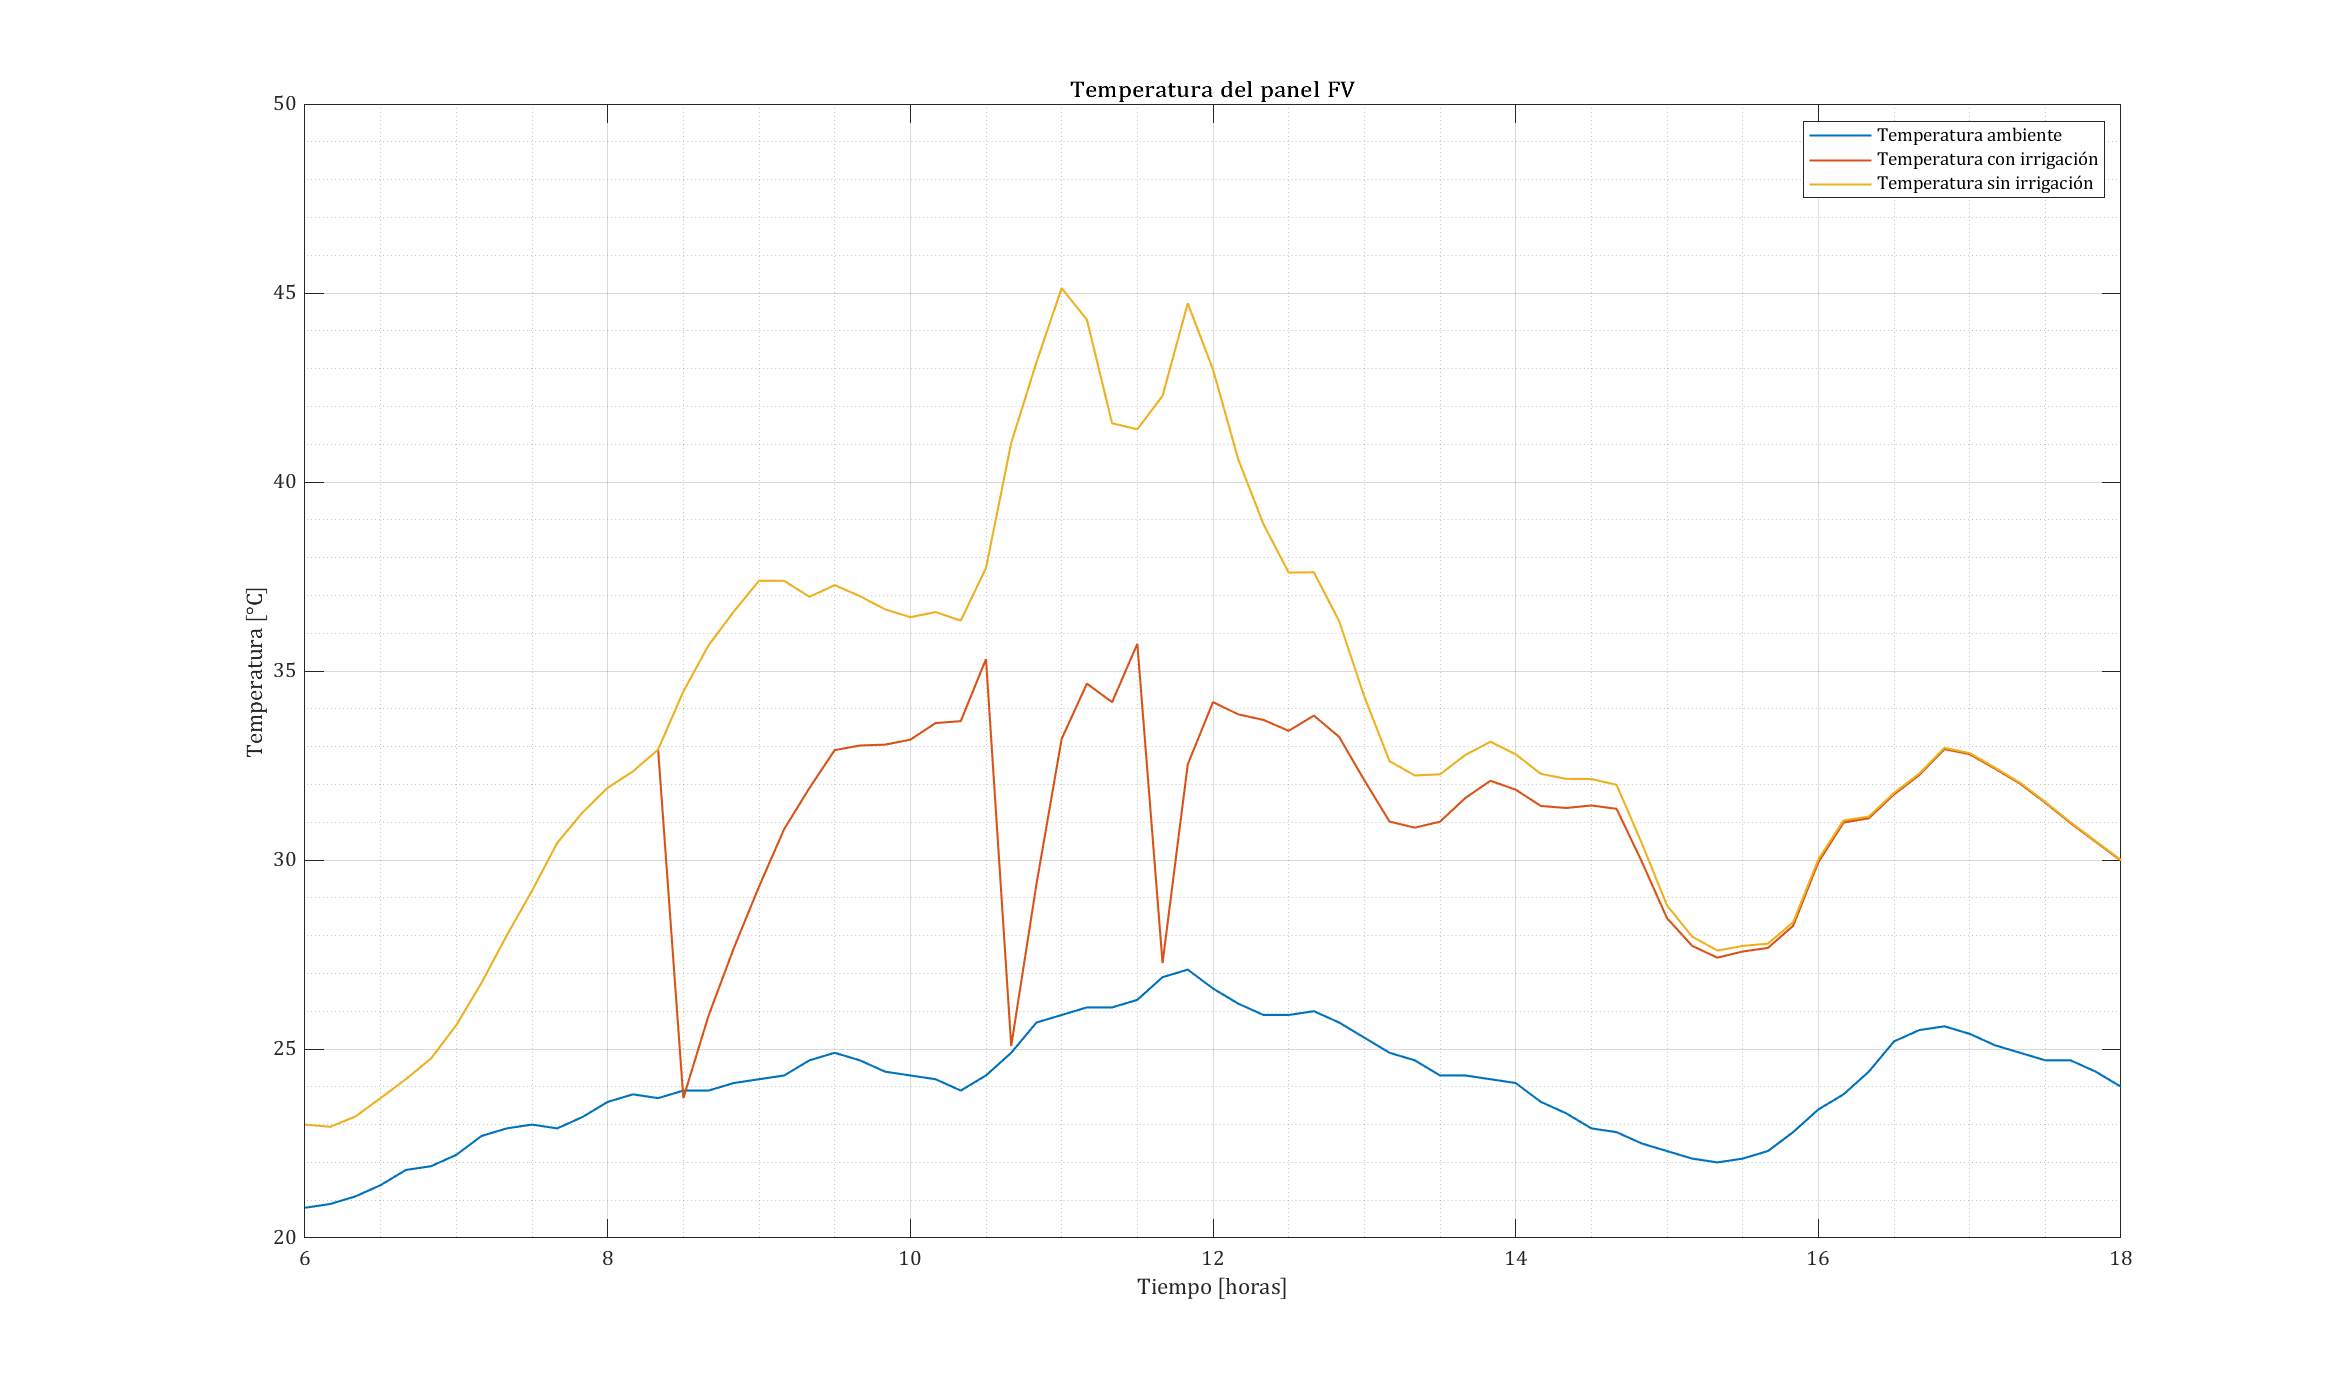 Temperatura del panel FV
50
45
40
35
30
25
20
Temperatura [°C]
6
8
10
12
14
16
18
Tiempo [horas]
Temperatura ambiente
Temperatura con irrigación
Temperatura sin irrigación